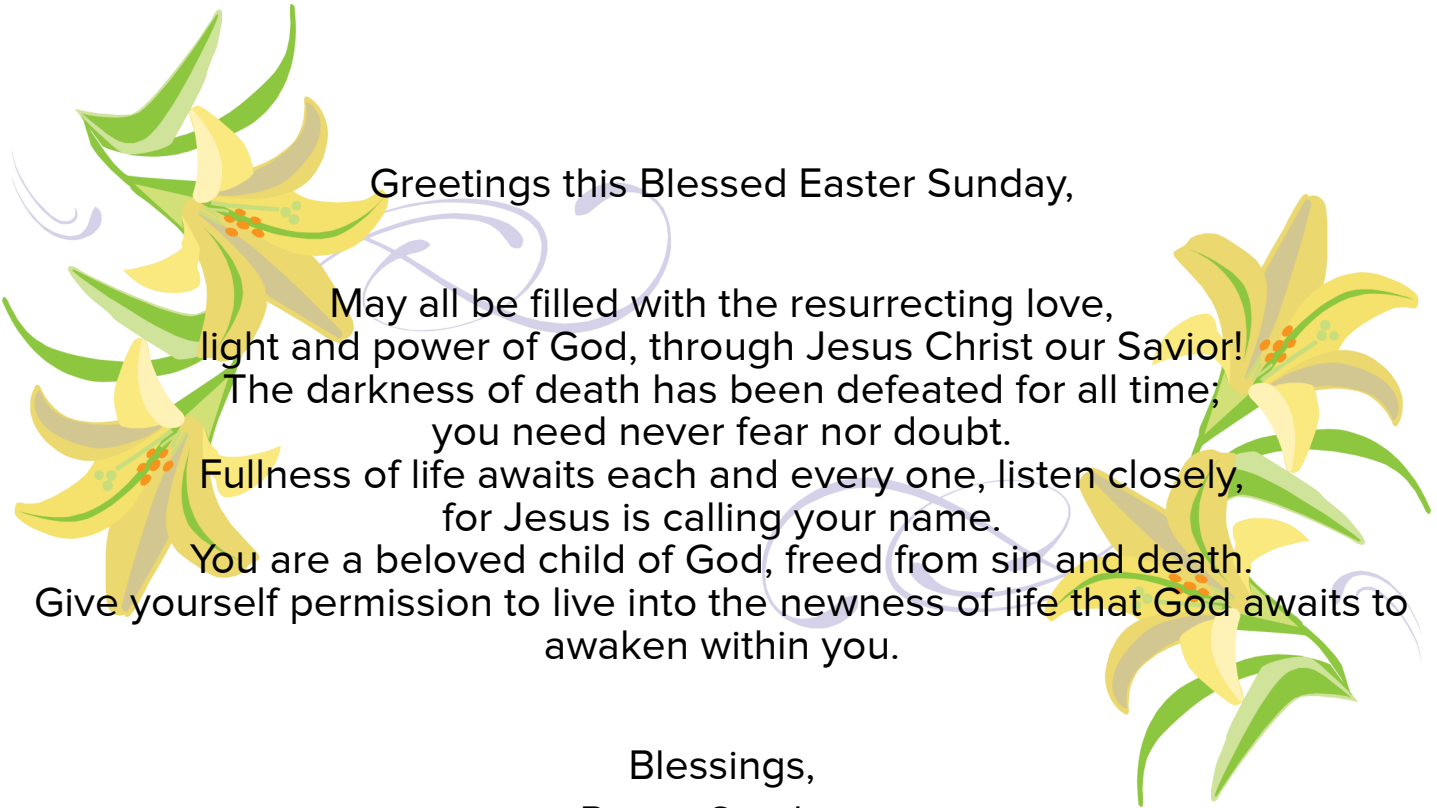 Greetings this Blessed Easter Sunday,
May all be filled with the resurrecting love,
light and power of God, through Jesus Christ our Savior!
The darkness of death has been defeated for all time;
you need never fear nor doubt.
Fullness of life awaits each and every one, listen closely,
for Jesus is calling your name.
You are a beloved child of God, freed from sin and death.
Give yourself permission to live into the newness of life that God awaits to
awaken within you.
Blessings,